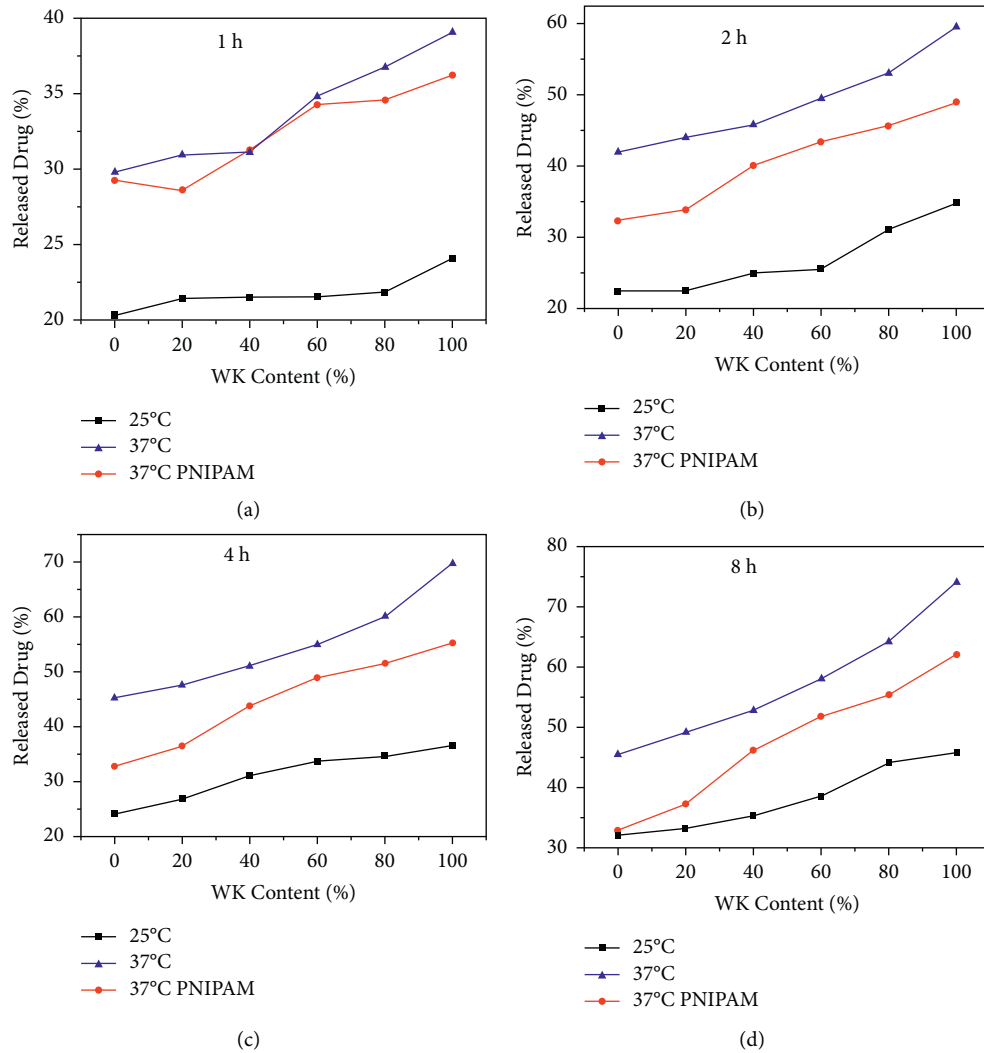 40
35
30
25
20
Released Drug (%)
1 h
0 20 40 60 80 100
WK Content (%)
25°C
37°C
37°C PNIPAM
(a)
60
50
40
30
20
Released Drug (%)
2 h
0 20 40 60 80 100
WK Content (%)
25°C
37°C
37°C PNIPAM
(b)
70
60
50
40
30
20
Released Drug (%)
4 h
0 20 40 60 80 100
WK Content (%)
25°C
37°C
37°C PNIPAM
(c)
80
70
60
50
40
30
Released Drug (%)
8 h
0 20 40 60 80 100
WK Content (%)
25°C
37°C
37°C PNIPAM
(d)